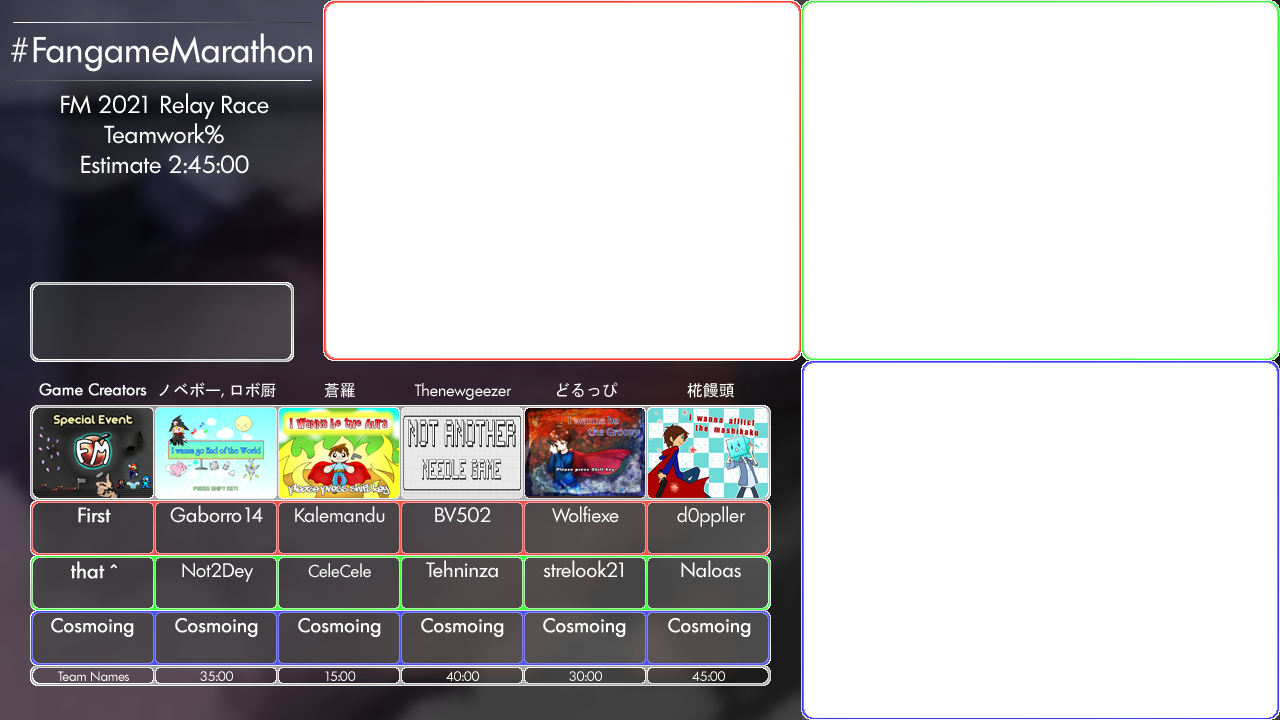 #FangameMarathon
FM 2021 Relay Race
Teamwork%
Estimate 2:45:00
Game Creators ノベボー, ロボ厨 蒼羅 Thenewgeezer どるっぴ 椛饅頭
Special Event
FM
I wanna go End of the World
PRESS SHIFT KEY!
I Wanna be the Aura
please press shift key
NOT ANOTHER
NEEDLE GAME
I wanna be
the Groovy
Please press Shift key
I wanna afflict
the mashikaku
First Gaborro14 Kalemandu BV502 Wolfiexe d0ppller
that ^ Not2Dey CeleCele Tehninza strelook21 Naloas
Cosmoing Cosmoing Cosmoing Cosmoing Cosmoing Cosmoing
Team Names 35:00 15:00 40:00 30:00 45:00